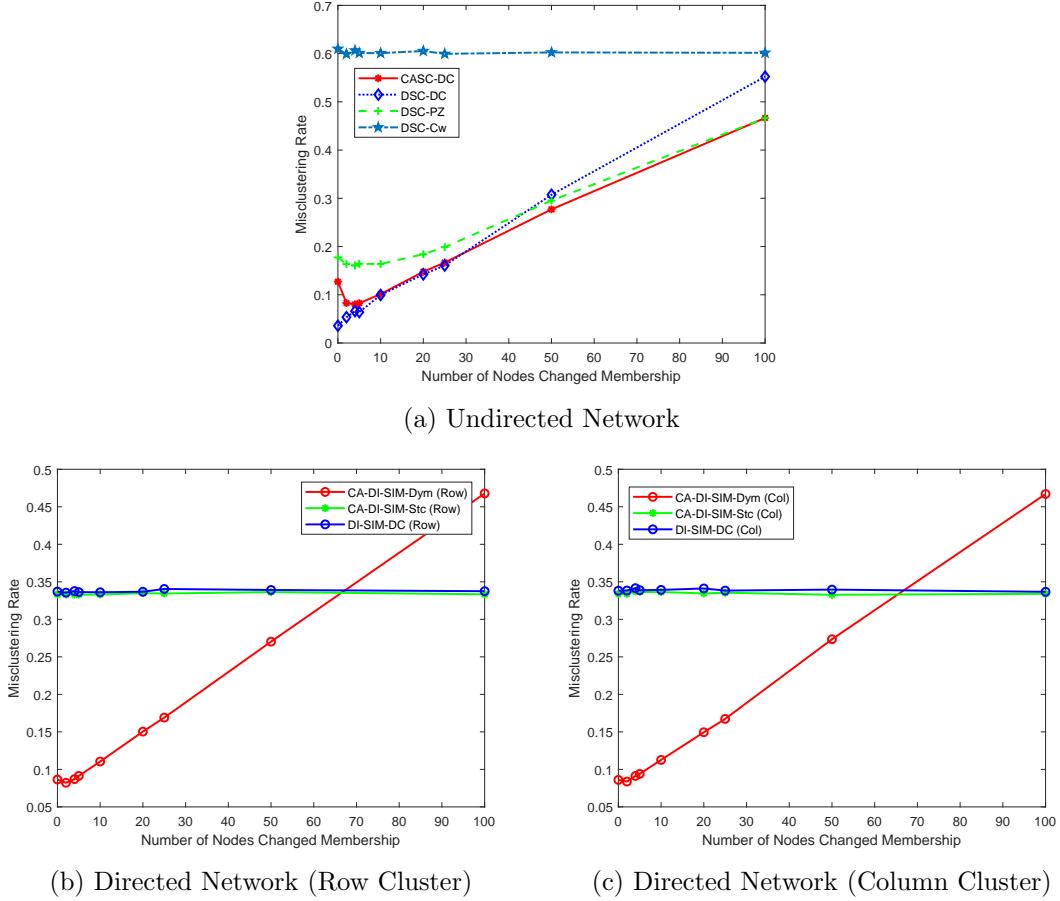 0.7
0.6
0.5
0.4
0.3
0.2
0.1
0
Misclustering Rate
CASC-DC
DSC-DC
DSC-PZ
DSC-Cw
0 10 20 30 40 50 60 70 80 90 100
Number of Nodes Changed Membership
(a) Undirected Network
0.5
0.45
0.4
0.35
0.3
0.25
0.2
0.15
0.1
0.05
Misclustering Rate
CA-DI-SIM-Dym (Row)
CA-DI-SIM-Stc (Row)
DI-SIM-DC (Row)
0 10 20 30 40 50 60 70 80 90 100
Number of Nodes Changed Membership
(b) Directed Network (Row Cluster)
0.5
0.45
0.4
0.35
0.3
0.25
0.2
0.15
0.1
0.05
Misclustering Rate
CA-DI-SIM-Dym (Col)
CA-DI-SIM-Stc (Col)
DI-SIM-DC (Col)
0 10 20 30 40 50 60 70 80 90 100
Number of Nodes Changed Membership
(c) Directed Network (Column Cluster)